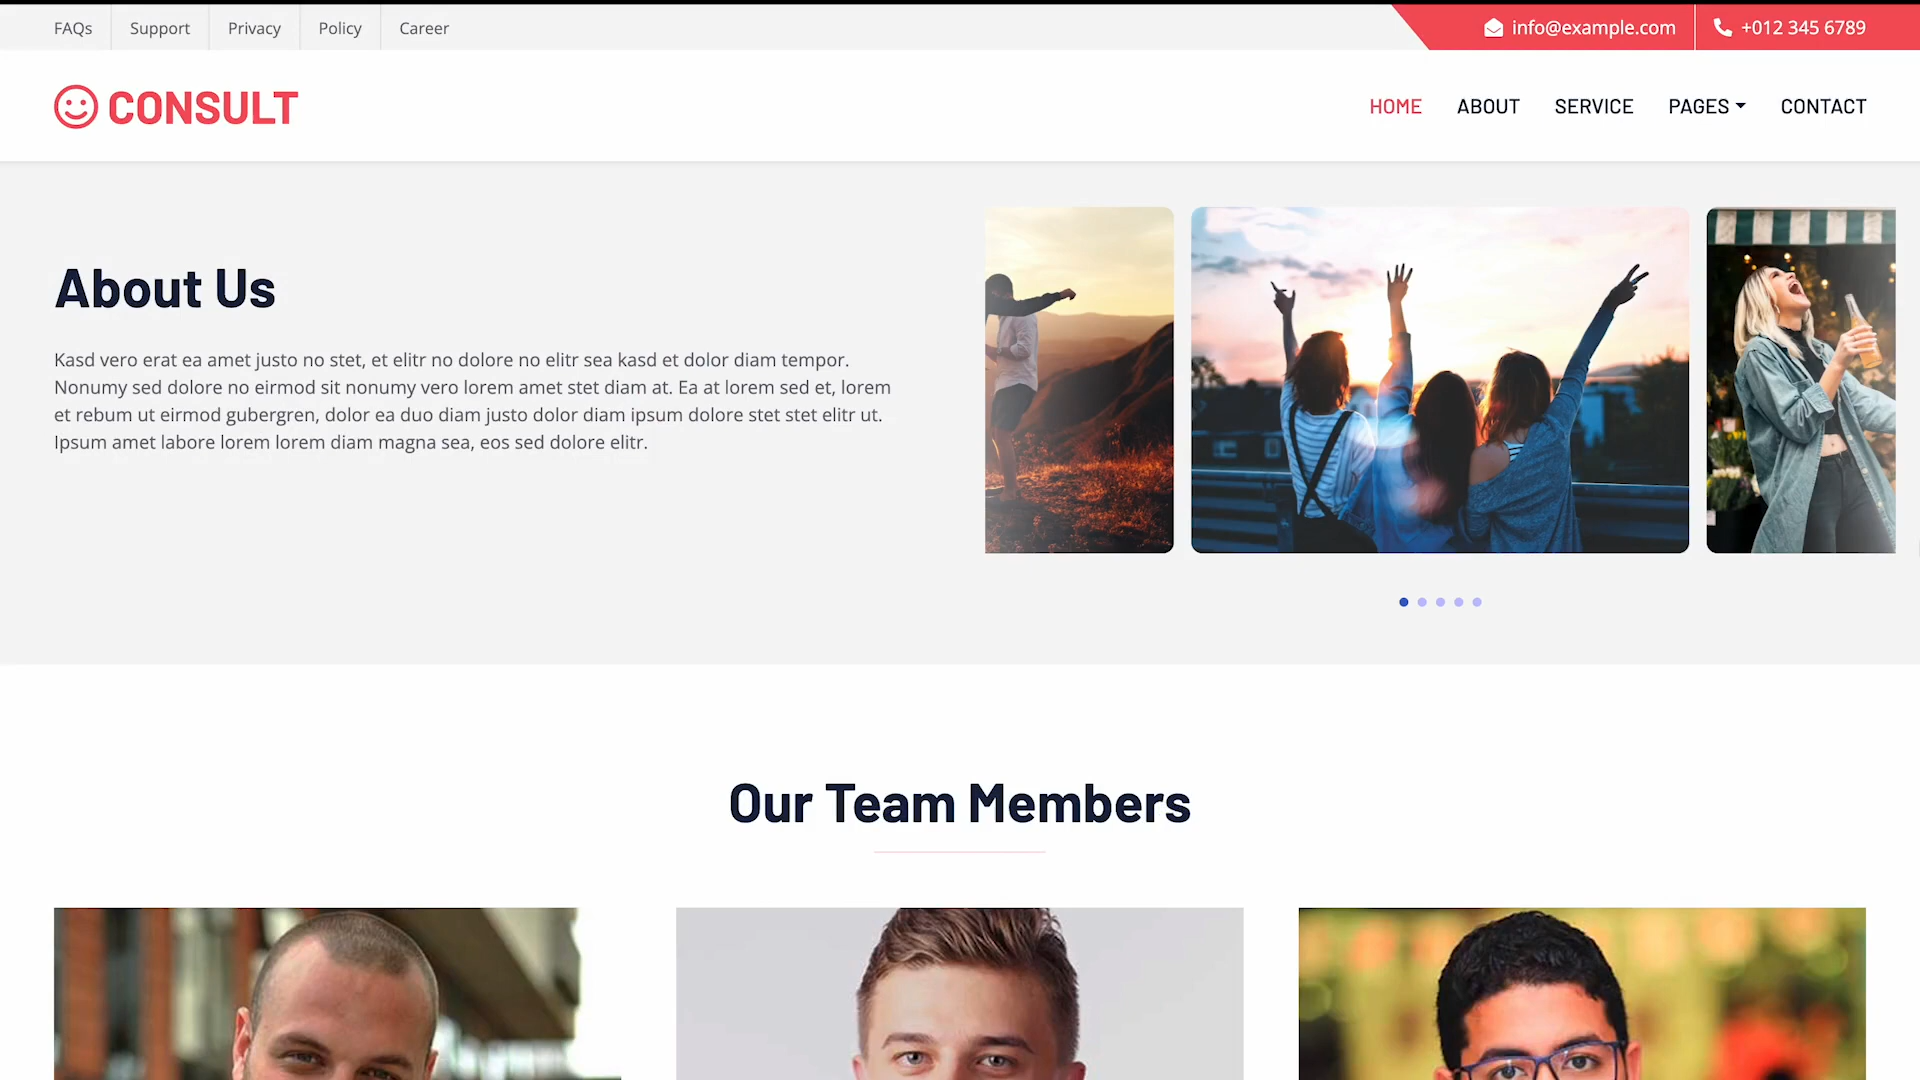 FAQs Support Privacy Policy Career info@example.com +012 345 6789
CONSULT HOME ABOUT SERVICE PAGES CONTACT
About Us
Kasd vero erat ea amet justo no stet, et elitr no dolore no elitr sea kasd et dolor diam tempor.
Nonumy sed dolore no eirmod sit nonumy vero lorem amet stet diam at. Ea at lorem sed et, lorem
et rebum ut eirmod gubergren, dolor ea duo diam justo dolor diam ipsum dolore stet stet elitr ut.
Ipsum amet labore lorem lorem diam magna sea, eos sed dolore elitr.
Our Team Members